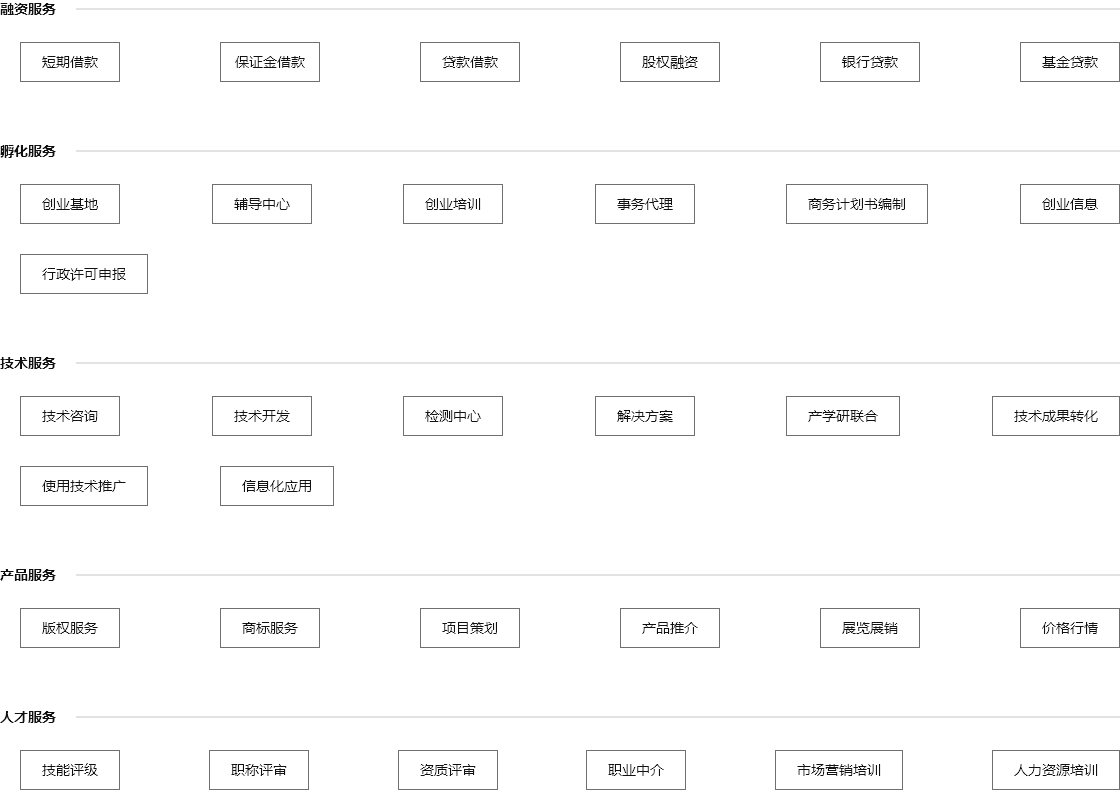 融资服务
短期借款 保证金借款 贷款借款 股权融资 银行贷款 基金贷款
孵化服务
创业基地 辅导中心 创业培训 事务代理 商务计划书编制 创业信息
行政许可申报
技术服务
技术咨询 技术开发 检测中心 解决方案 产学研联合 技术成果转化
使用技术推广 信息化应用
产品服务
版权服务 商标服务 项目策划 产品推介 展览展销 价格行情
人才服务
技能评级 职称评审 资质评审 职业中介 市场营销培训 人力资源培训